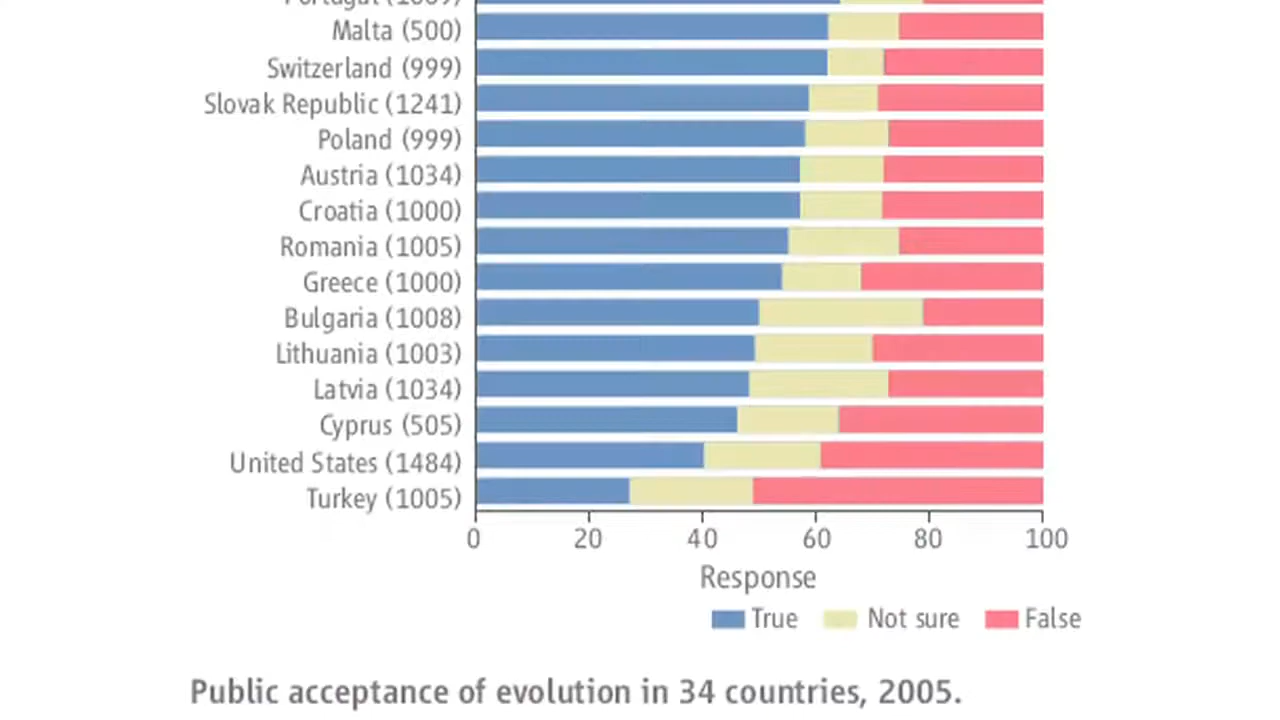 Portugal (1009)
Malta (500)
Switzerland (999)
Slovak Republic (1241)
Poland (999)
Austria (1034)
Croatia (1000)
Romania (1005)
Greece (1000)
Bulgaria (1008)
Lithuania (1003)
Latvia (1034)
Cyprus (505)
United States (1484)
Turkey (1005)
0 20 40 60 80 100
Response
True Not sure False
Public acceptance of evolution in 34 countries, 2005.